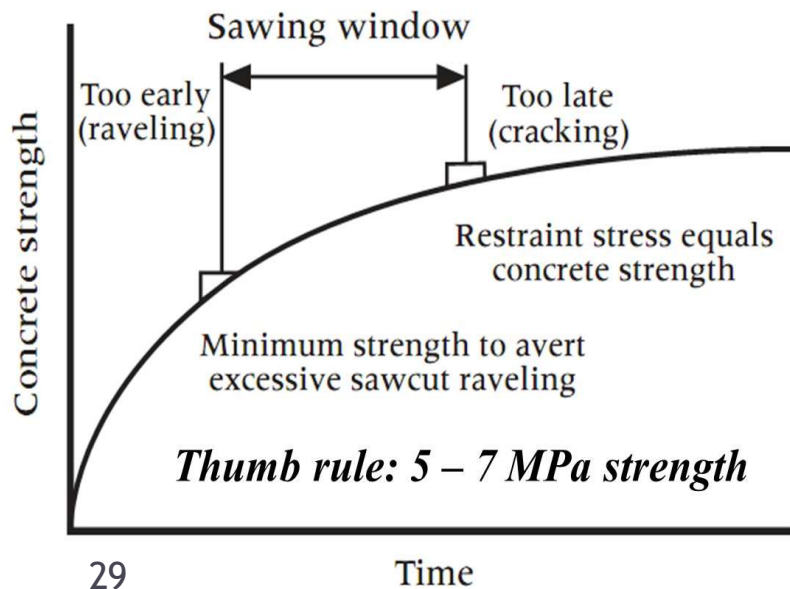 Sawing window
Too early
(raveling)
Too late
(cracking)
Concrete strength
Restraint stress equals
concrete strength
Minimum strength to avert
excessive sawcut raveling
Thumb rule: 5 – 7 MPa strength
29
Time